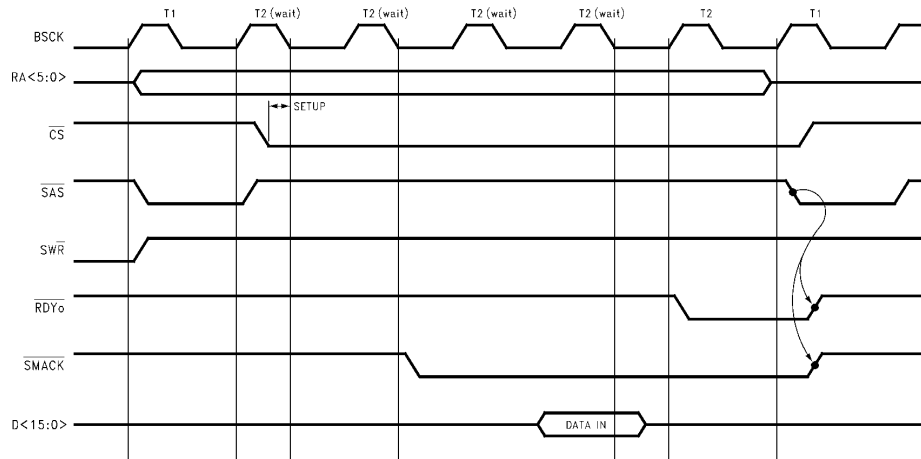 T1 T2 (wait) T2 (wait) T2 (wait) T2 (wait) T2 T1
BSCK
RA<5:0>
SETUP
CS
SAS
SWR
RDYo
SMACK
D<15:0> DATA IN